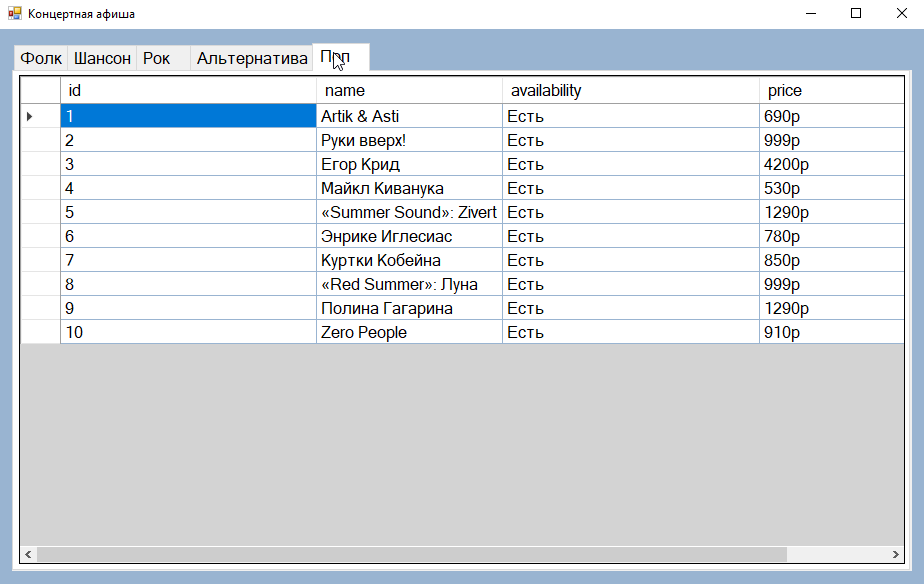 Концертная афиша
Фолк Шансон Рок Альтернатива Поп
id name availability price
1 Artik & Asti Есть 690р
2 Руки вверх! Есть 999р
3 Егор Крид Есть 4200р
4 Майкл Киванука Есть 530р
5 «Summer Sound»: Zivert Есть 1290р
6 Энрике Иглесиас Есть 780р
7 Куртки Кобейна Есть 850р
8 «Red Summer»: Луна Есть 999р
9 Полина Гагарина Есть 1290р
10 Zero People Есть 910р